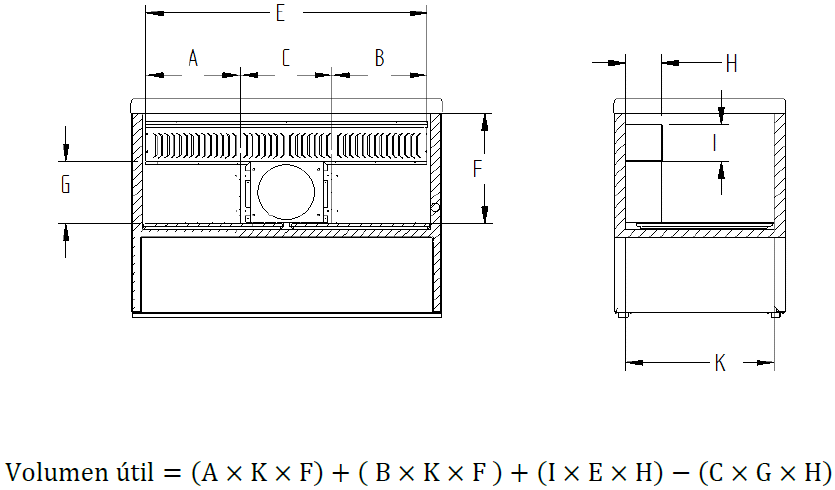 E
A
C
B
H
F
I
G
K
Volumen útil = (A × K × F) + ( B × K × F ) + (I × E × H) − (C × G × H)